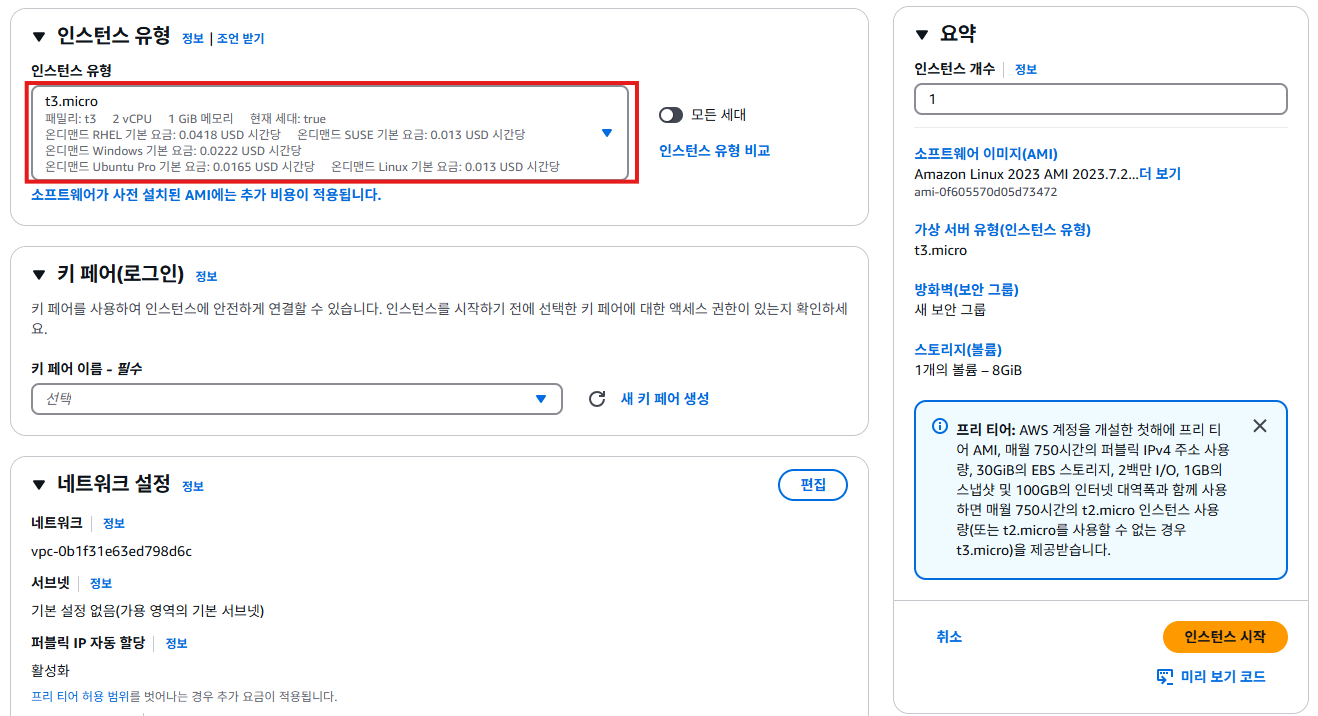 인스턴스 유형 정보 | 조언 받기
인스턴스 유형
t3.micro
패밀리: t3 2 vCPU 1 GiB 메모리 현재 세대: true
온디맨드 RHEL 기본 요금: 0.0418 USD 시간당 온디맨드 SUSE 기본 요금: 0.013 USD 시간당
온디맨드 Windows 기본 요금: 0.0222 USD 시간당
온디맨드 Ubuntu Pro 기본 요금: 0.0165 USD 시간당 온디맨드 Linux 기본 요금: 0.013 USD 시간당
모든 세대
인스턴스 유형 비교
소프트웨어가 사전 설치된 AMI에는 추가 비용이 적용됩니다.
키 페어(로그인) 정보
키 페어를 사용하여 인스턴스에 안전하게 연결할 수 있습니다. 인스턴스를 시작하기 전에 선택한 키 페어에 대한 액세스 권한이 있는지 확인하세
요.
키 페어 이름 - 필수
선택
새 키 페어 생성
네트워크 설정 정보
편집
네트워크 정보
vpc-0b1f31e63ed798d6c
서브넷 정보
기본 설정 없음(가용 영역의 기본 서브넷)
퍼블릭 IP 자동 할당 정보
활성화
프리 티어 허용 범위를 벗어나는 경우 추가 요금이 적용됩니다.
요약
인스턴스 개수 정보
1
소프트웨어 이미지(AMI)
Amazon Linux 2023 AMI 2023.7.2...더 보기
ami-0f605570d05d73472
가상 서버 유형(인스턴스 유형)
t3.micro
방화벽(보안 그룹)
새 보안 그룹
스토리지(볼륨)
1개의 볼륨 – 8GiB
프리 티어: AWS 계정을 개설한 첫해에 프리 티
어 AMI, 매월 750시간의 퍼블릭 IPv4 주소 사용
량, 30GiB의 EBS 스토리지, 2백만 I/O, 1GB의
스냅샷 및 100GB의 인터넷 대역폭과 함께 사용
하면 매월 750시간의 t2.micro 인스턴스 사용
량(또는 t2.micro를 사용할 수 없는 경우
t3.micro)을 제공받습니다.
취소
인스턴스 시작
미리 보기 코드